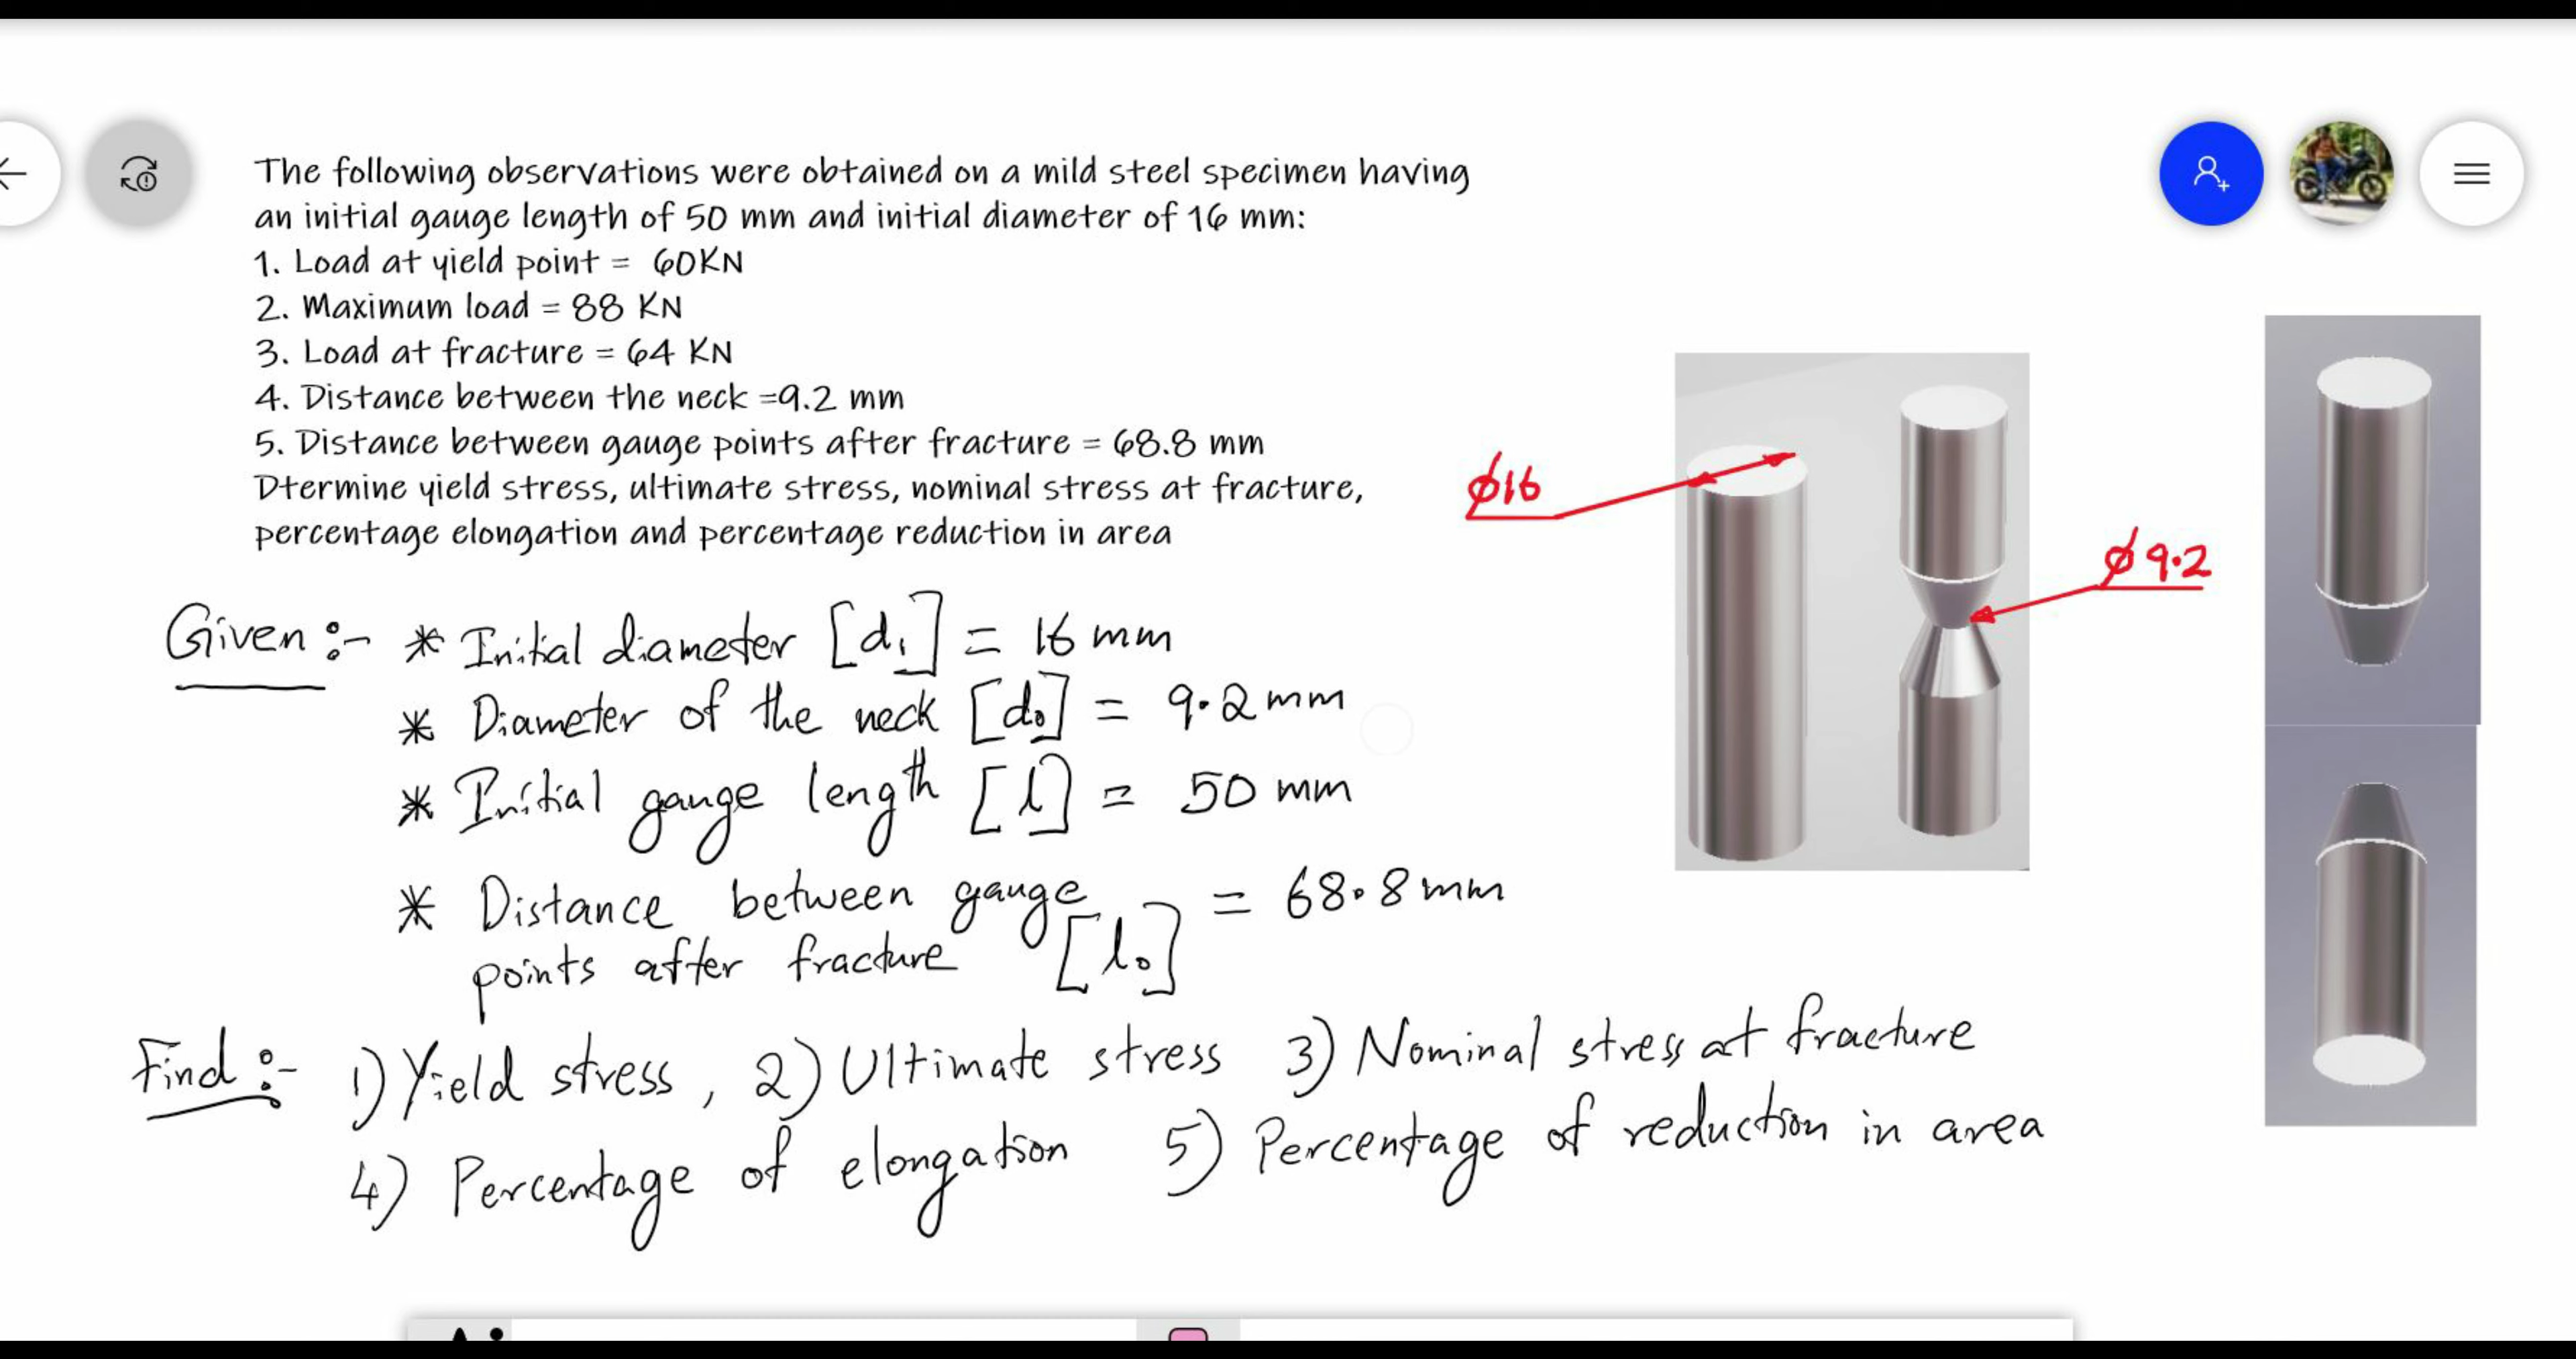 The following observations were obtained on a mild steel specimen having
an initial gauge length of 50 mm and initial diameter of 16 mm:
1. Load at yield point = 60KN
2. Maximum load = 88 KN
3. Load at fracture = 64 KN
4. Distance between the neck =9.2 mm
5. Distance between gauge points after fracture = 68.8 mm
Dtermine yield stress, ultimate stress, nominal stress at fracture,
percentage elongation and percentage reduction in area
ϕ16
ϕ9.2
Given :- * Initial diameter [d₁] = 16 mm
* Diameter of the neck [d₀] = 9.2 mm
* Initial gauge length [l] = 50 mm
* Distance between gauge
points after fracture [l₀] = 68.8 mm
Find :- 1) Yield stress, 2) Ultimate stress 3) Nominal stress at fracture
4) Percentage of elongation 5) Percentage of reduction in area